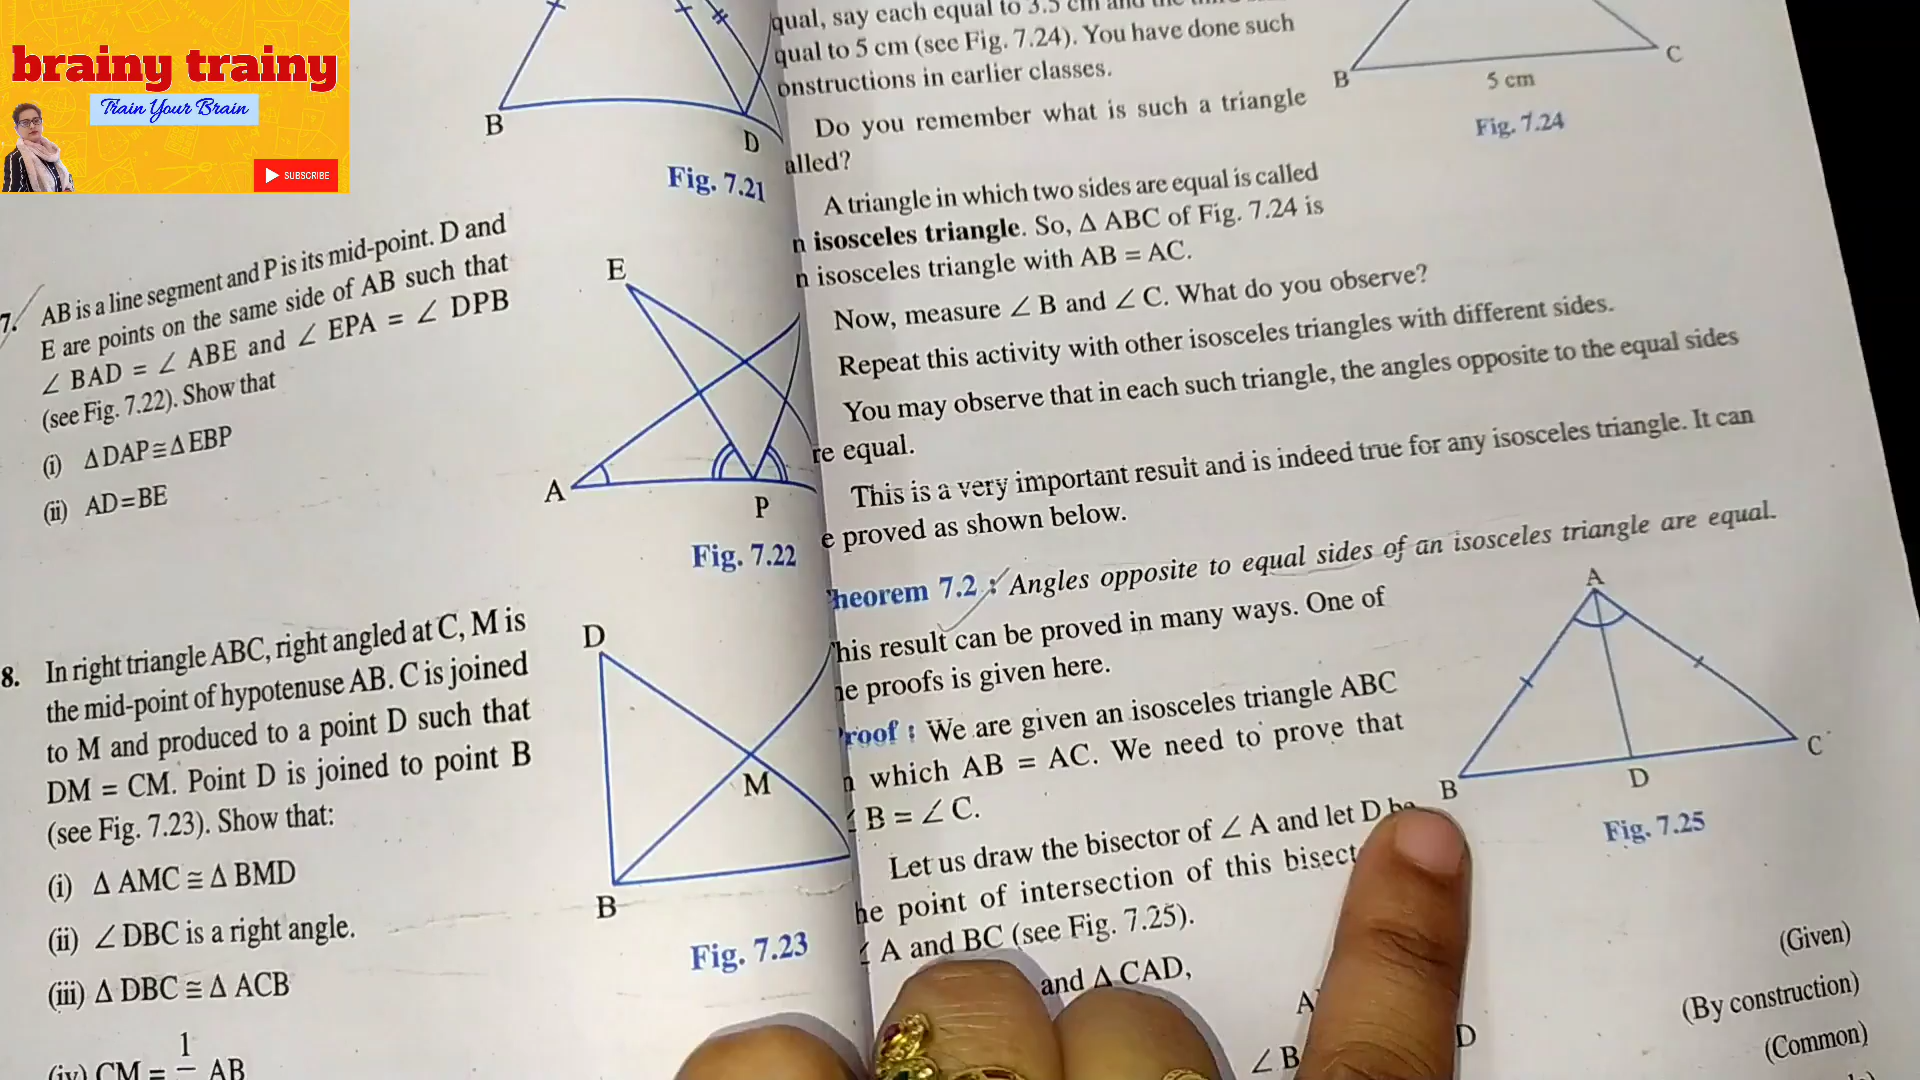 brainy trainy
Train Your Brain
SUBSCRIBE
B
D
Fig. 7.21
7. AB is a line segment and P is its mid-point. D and
E are points on the same side of AB such that
∠ BAD = ∠ ABE and ∠ EPA = ∠ DPB
(see Fig. 7.22). Show that
(i) Δ DAP ≅ Δ EBP
(ii) AD = BE
E
A
P
Fig. 7.22
8. In right triangle ABC, right angled at C, M is
the mid-point of hypotenuse AB. C is joined
to M and produced to a point D such that
DM = CM. Point D is joined to point B
(see Fig. 7.23). Show that:
(i) Δ AMC ≅ Δ BMD
(ii) ∠ DBC is a right angle.
(iii) Δ DBC ≅ Δ ACB
(iv) CM = 1/ AB
D
M
B
Fig. 7.23
qual, say each equal to 3.5 cm and the
qual to 5 cm (see Fig. 7.24). You have done such
onstructions in earlier classes.
B
5 cm
C
Fig. 7.24
Do you remember what is such a triangle
alled?
A triangle in which two sides are equal is called
n isosceles triangle. So, Δ ABC of Fig. 7.24 is
n isosceles triangle with AB = AC.
Now, measure ∠ B and ∠ C. What do you observe?
Repeat this activity with other isosceles triangles with different sides.
You may observe that in each such triangle, the angles opposite to the equal sides
re equal.
This is a very important result and is indeed true for any isosceles triangle. It can
e proved as shown below.
heorem 7.2 : Angles opposite to equal sides of an isosceles triangle are equal.
his result can be proved in many ways. One of
he proofs is given here.
roof : We are given an isosceles triangle ABC
n which AB = AC. We need to prove that
∠ B = ∠ C.
Let us draw the bisector of ∠ A and let D be
he point of intersection of this bisect
∠ A and BC (see Fig. 7.25).
A
B
D
C
Fig. 7.25
and Δ CAD,
A
(Given)
∠ B
D
(By construction)
(Common)